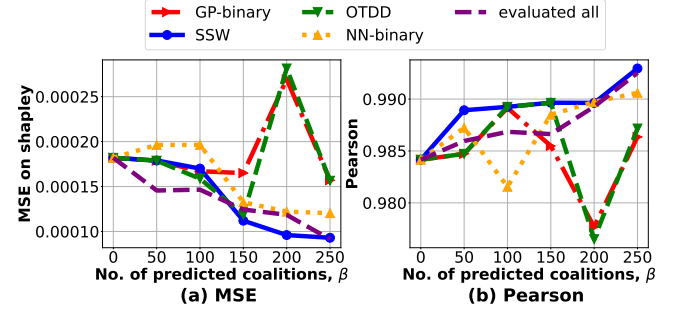 GP-binary OTDD evaluated all
SSW NN-binary
MSE on shapley
0.00025
0.00020
0.00015
0.00010
0 50 100 150 200 250
No. of predicted coalitions, β
(a) MSE
Pearson
0.990
0.985
0.980
0 50 100 150 200 250
No. of predicted coalitions, β
(b) Pearson